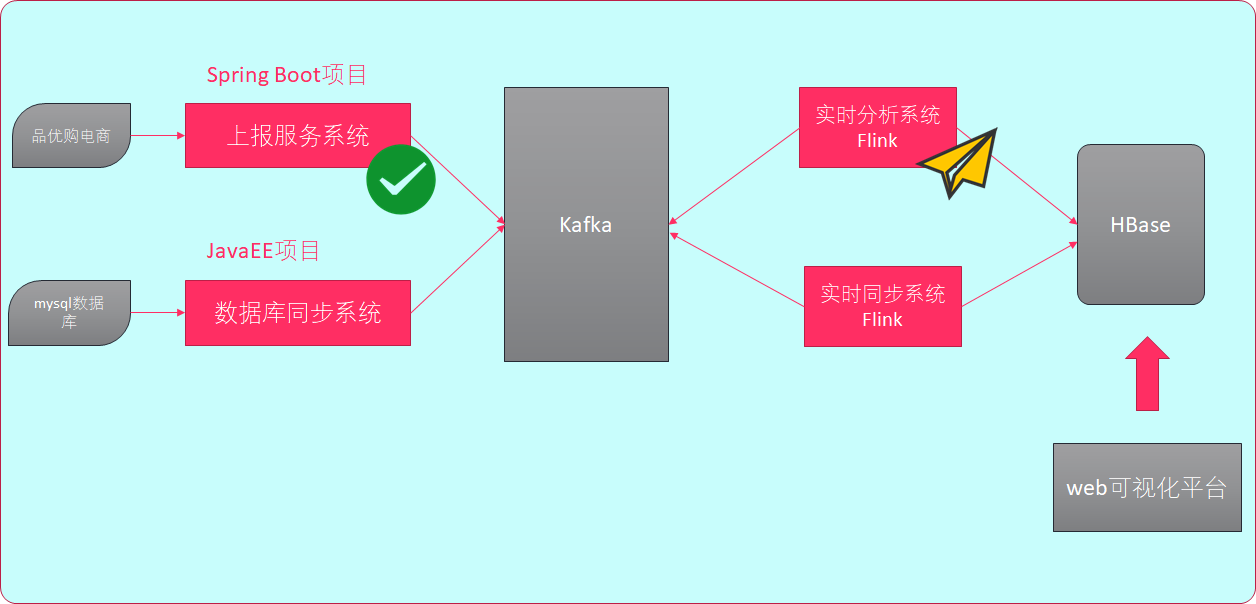 Spring Boot项目
品优购电商
上报服务系统
JavaEE项目
mysql数据
库
数据库同步系统
Kafka
实时分析系统
Flink
实时同步系统
Flink
HBase
web可视化平台